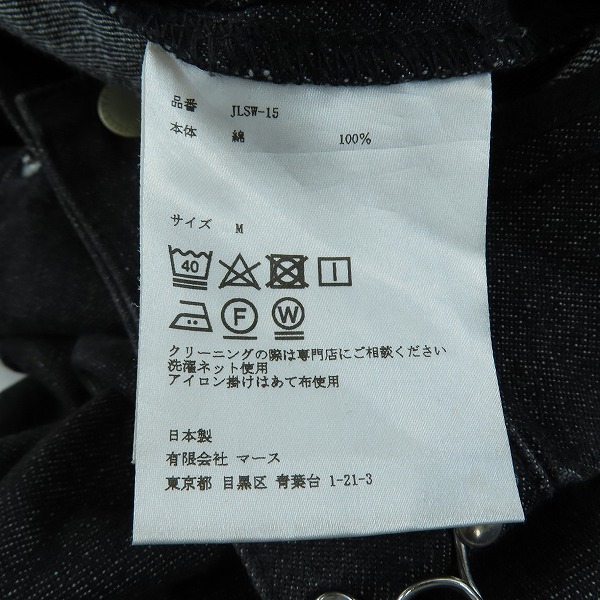 品番 JLSW-15
本体 綿 100%
サイズ M
40
F W
クリーニングの際は専門店にご相談ください
洗濯ネット使用
アイロン掛けはあて布使用
日本製
有限会社 マース
東京都 目黒区 青葉台 1-21-3